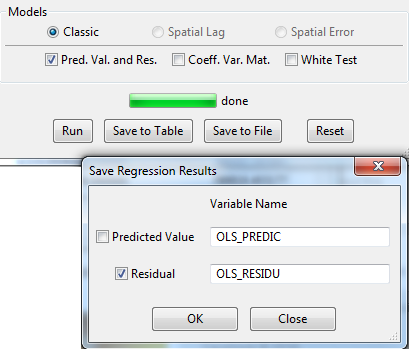 Models
Classic Spatial Lag Spatial Error
Pred. Val. and Res. Coeff. Var. Mat. White Test
done
Run Save to Table Save to File Reset
Save Regression Results
Variable Name
Predicted Value OLS_PREDIC
Residual OLS_RESIDU
OK Close